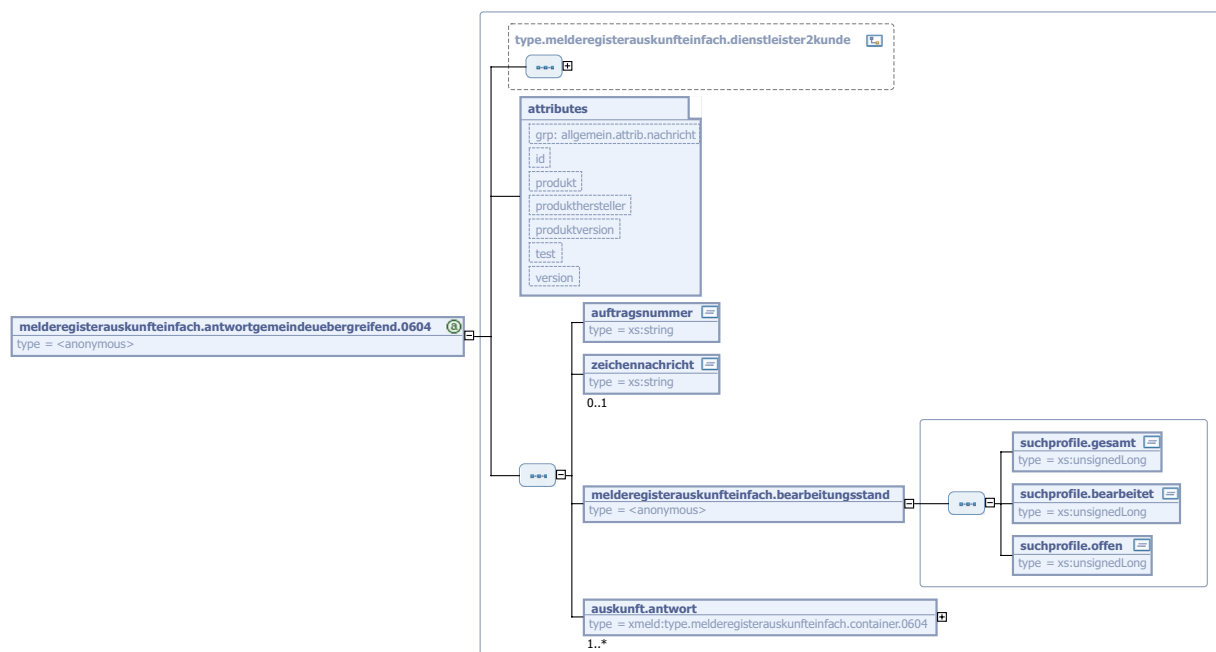 type.melderegisterauskunfteinfach.dienstleister2kunde
attributes
grp: allgemein.attrib.nachricht
id
produkt
produkthersteller
produktversion
test
version
melderegisterauskunfteinfach.antwortgemeindeuebergreifend.0604
a
type = <anonymous>
auftragsnummer
type = xs:string
zeichennachricht
type = xs:string
0..1
melderegisterauskunfteinfach.bearbeitungsstand
type = <anonymous>
suchprofile.gesamt
type = xs:unsignedLong
suchprofile.bearbeitet
type = xs:unsignedLong
suchprofile.offen
type = xs:unsignedLong
auskunft.antwort
type = xmeld:type.melderegisterauskunfteinfach.container.0604
1..*